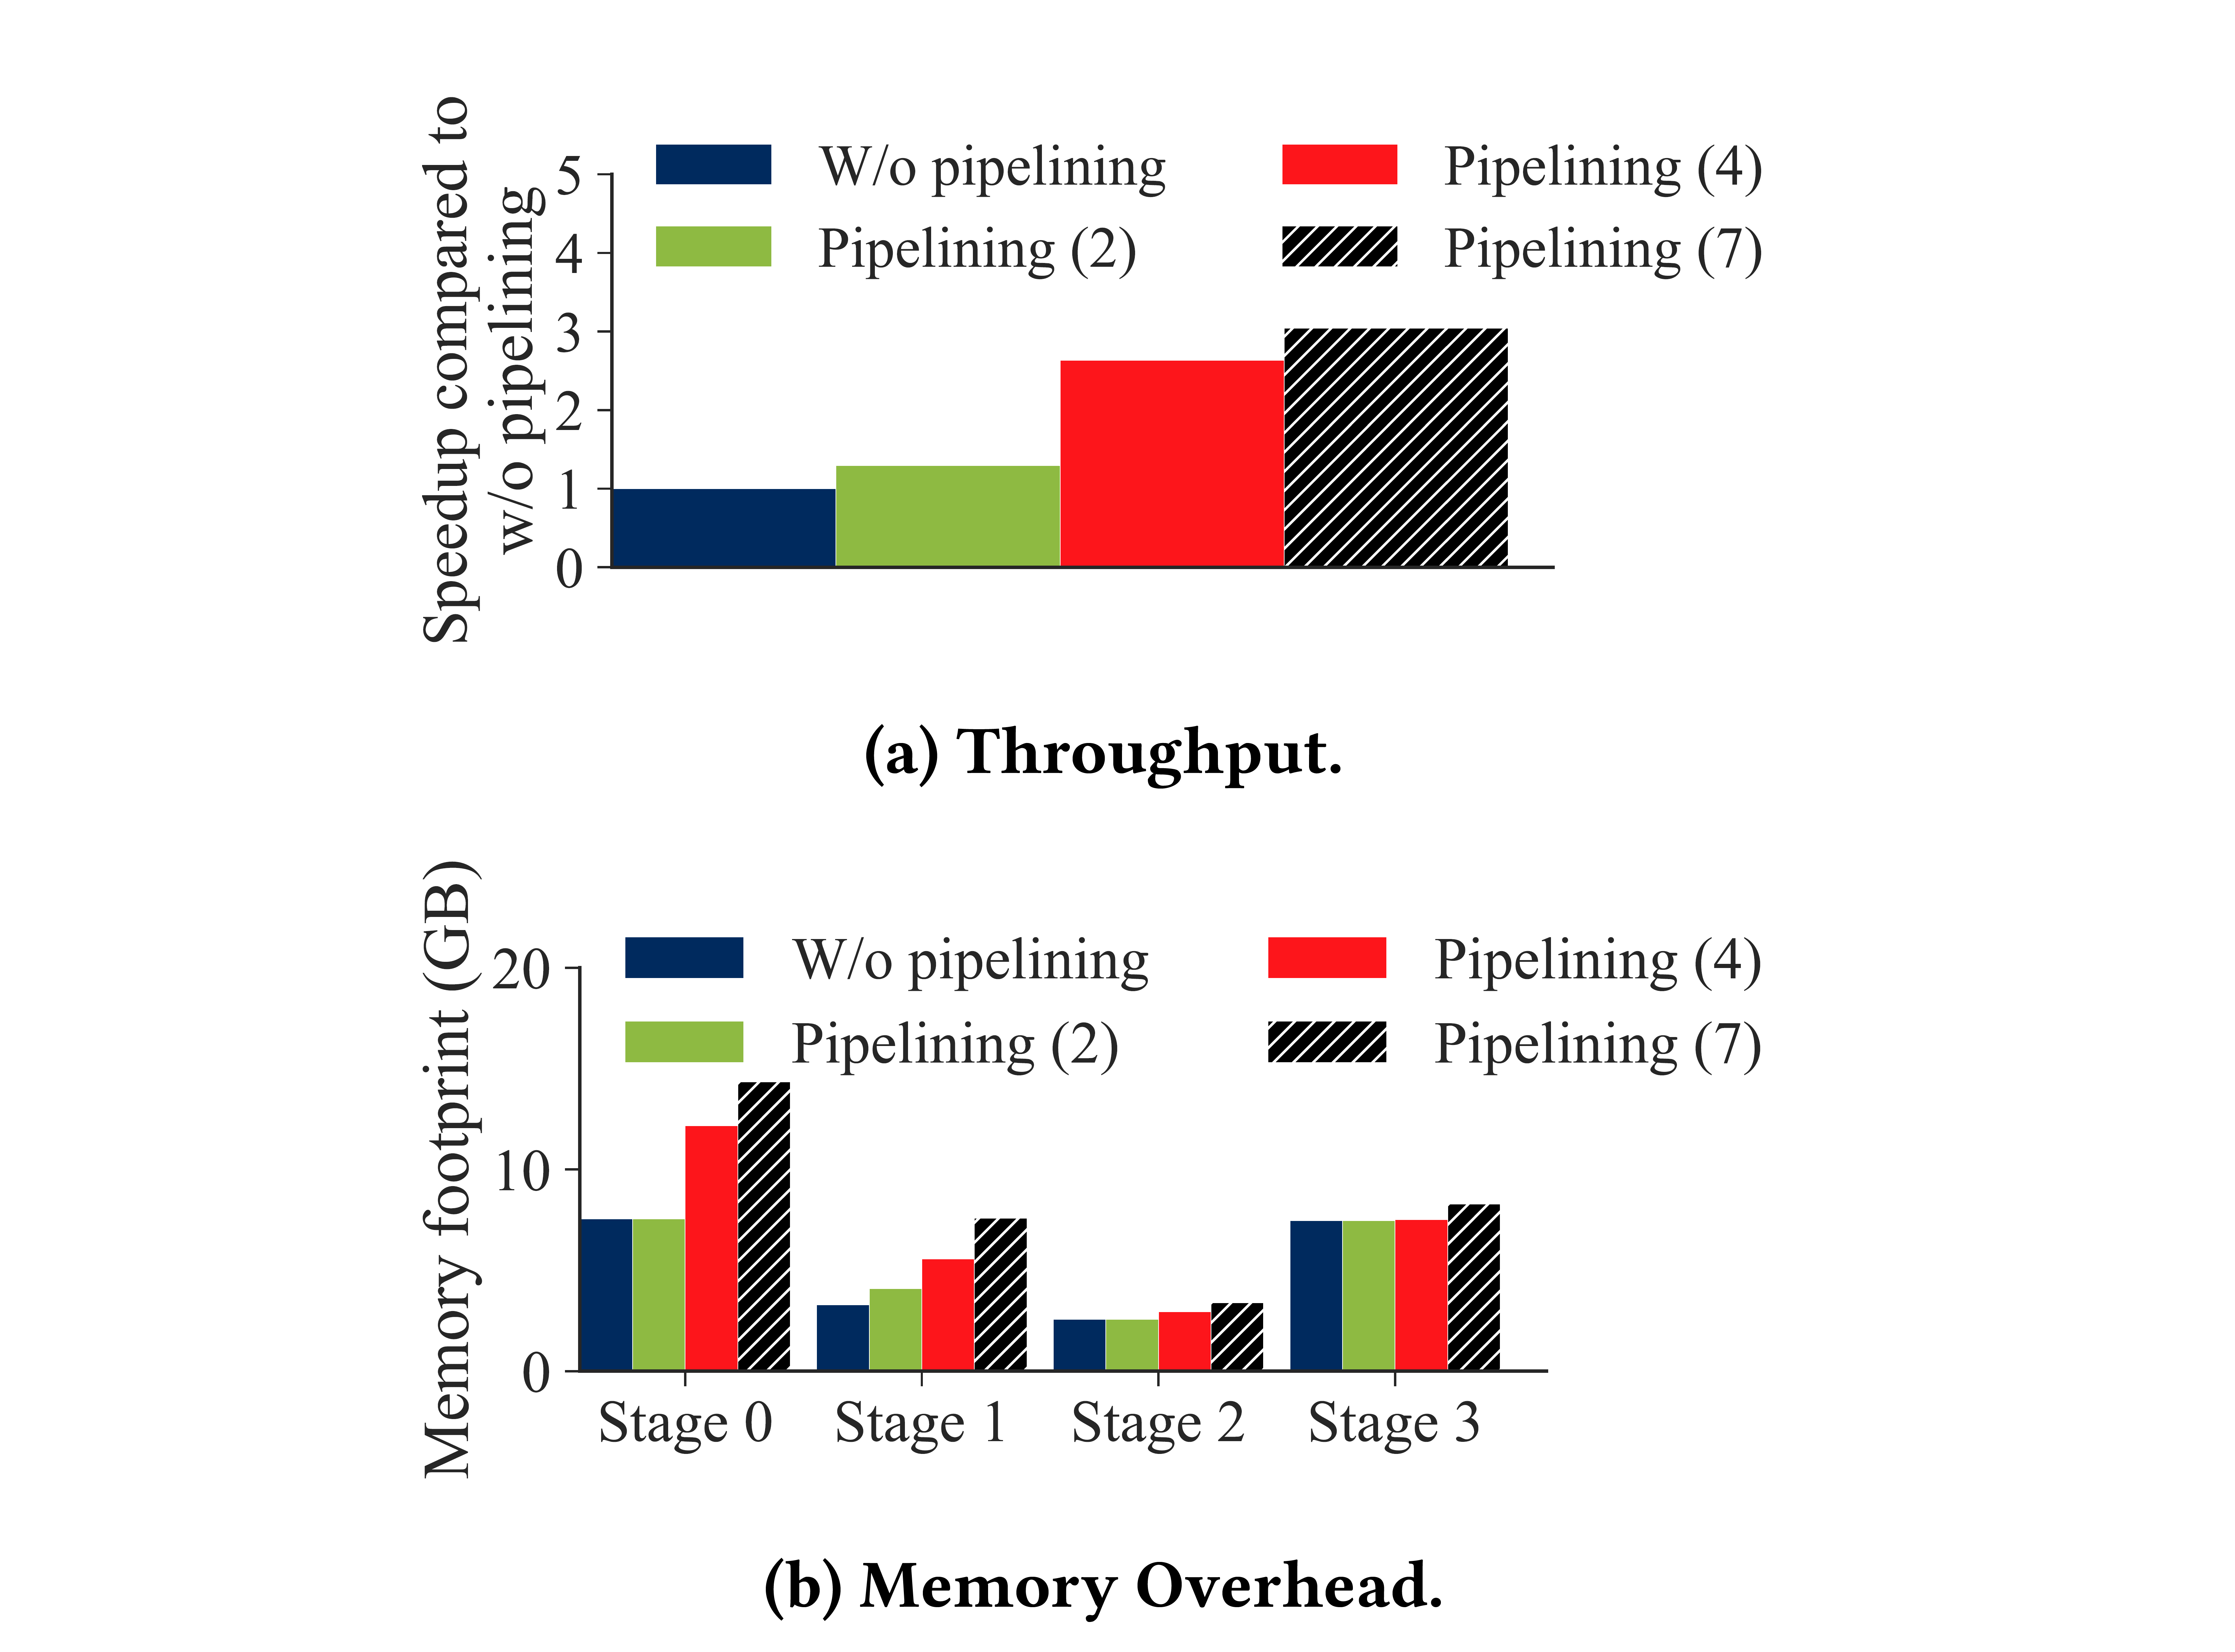 Speedup compared to
w/o pipelining
5
4
3
2
1
0
W/o pipelining
Pipelining (2)
Pipelining (4)
Pipelining (7)
(a) Throughput.
Memory footprint (GB)
20
10
0
W/o pipelining
Pipelining (2)
Pipelining (4)
Pipelining (7)
Stage 0
Stage 1
Stage 2
Stage 3
(b) Memory Overhead.